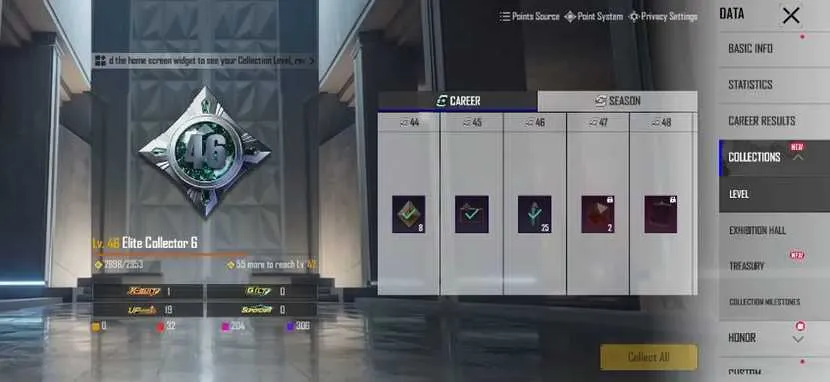 Points Source
Point System
Privacy Settings
DATA
d the home screen widget to see your Collection Level, re
BASIC INFO
STATISTICS
CAREER
SEASON
CAREER RESULTS
44
45
46
47
48
NEW
COLLECTIONS
46
LEVEL
8
25
2
EXHIBITION HALL
Lv. 46 Elite Collector 6
2898/2953
55 more to reach Lv. 47
NEW
TREASURY
1
0
19
0
COLLECTION MILESTONES
0
32
204
306
HONOR
Collect All
CUSTOM